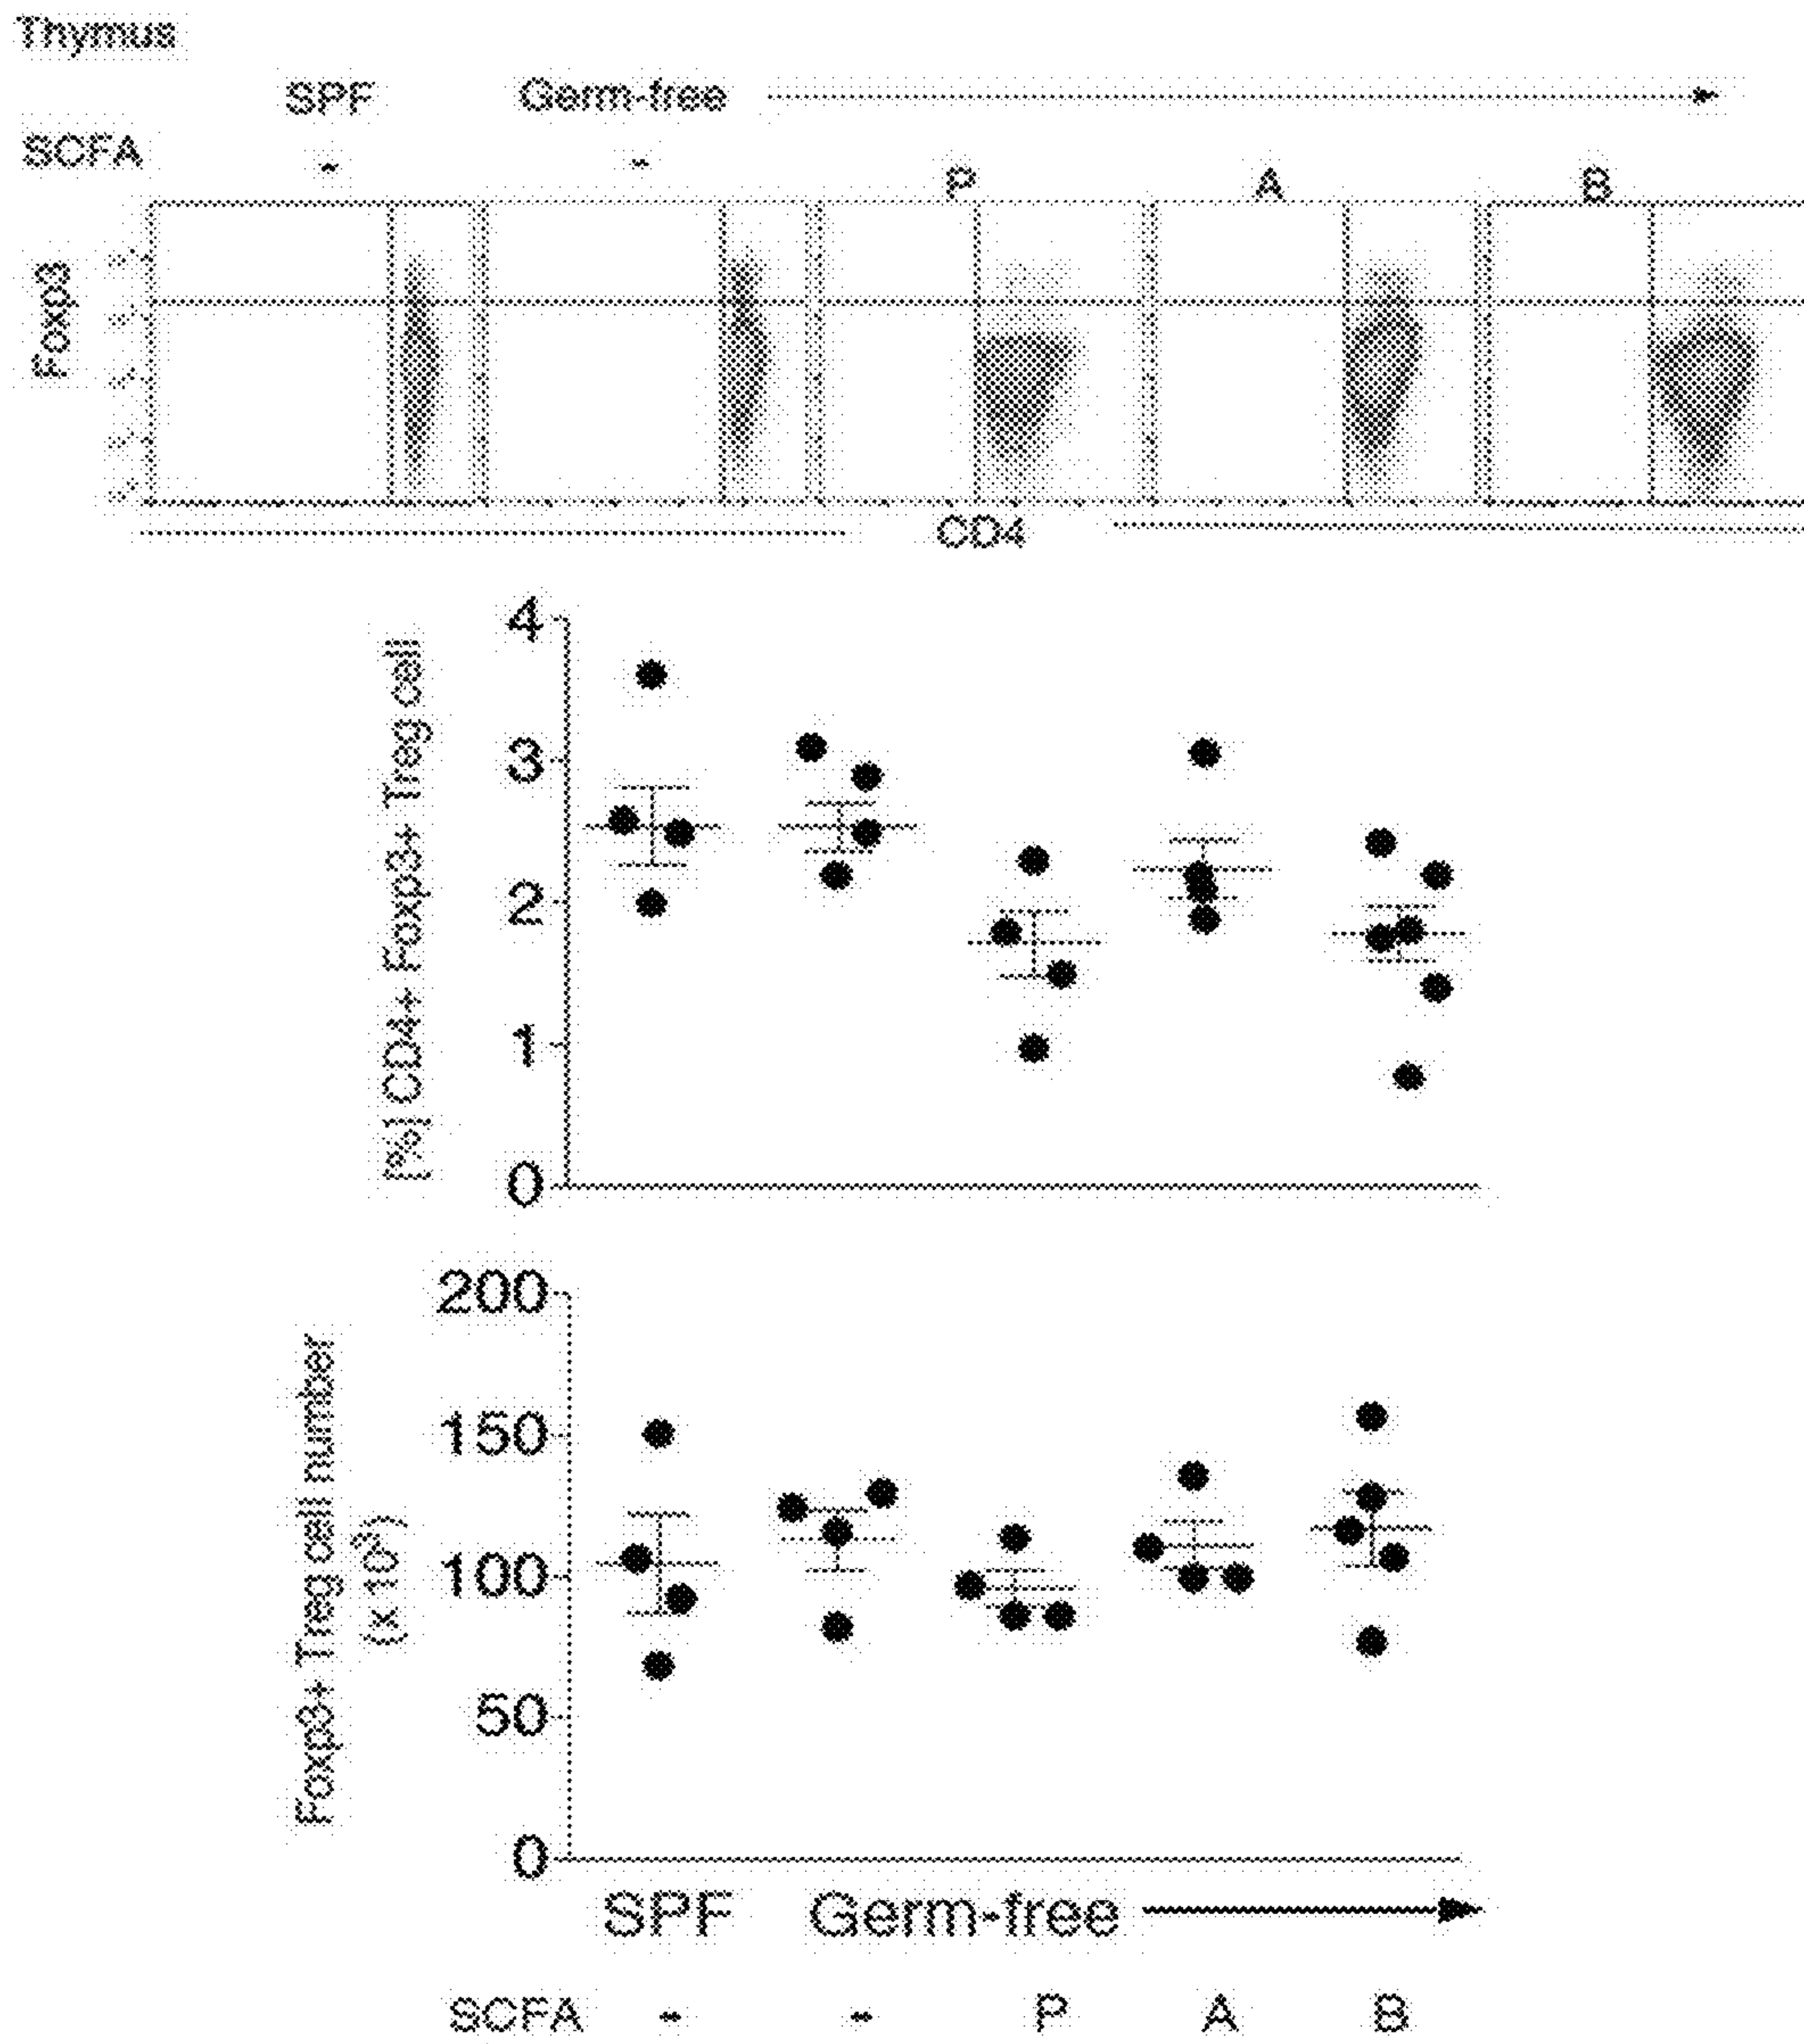 Thymus
SPF Germ-free
SCFA - - P A B
Foxp3
CD4
[%] CD4+ Foxp3+ Treg cell
4
3
2
1
0
Foxp3+ Treg cell number
200
150
100
50
0
SPF Germ-free
SCFA - - P A B